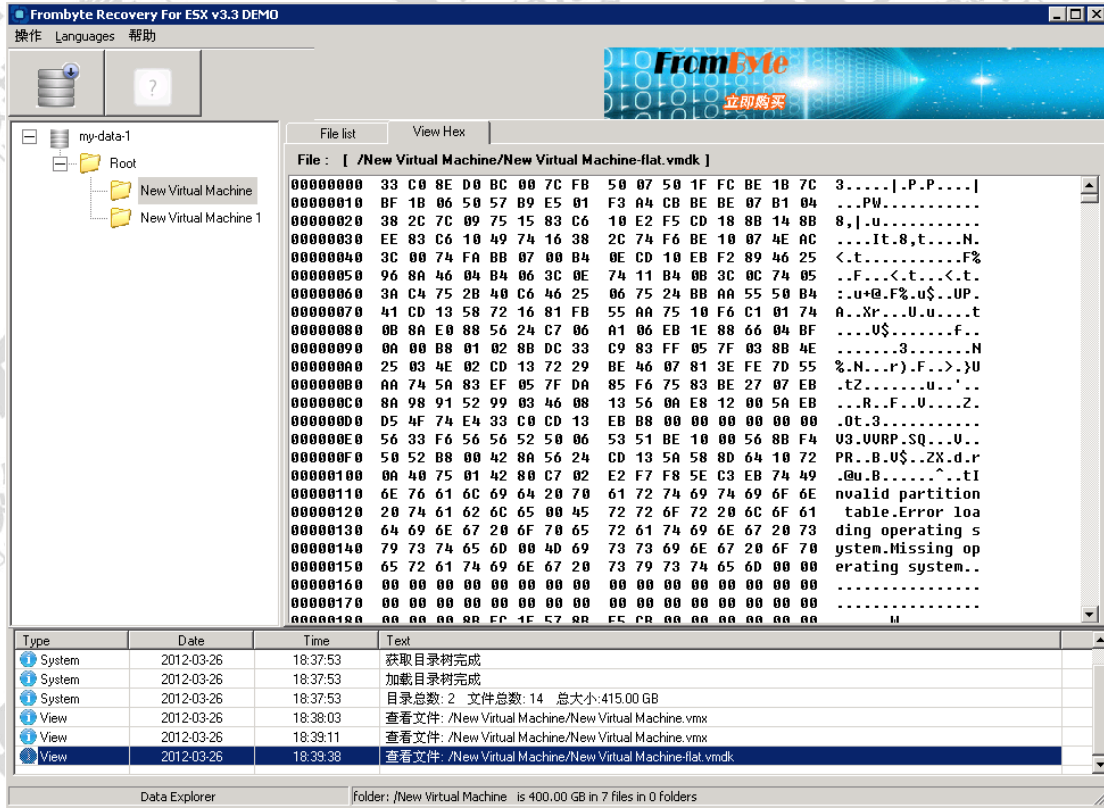 Frombyte Recovery For ESX v3.3 DEMO
操作 Languages 帮助
FromByte
立即购买
my-data-1
Root
New Virtual Machine
New Virtual Machine 1
File list View Hex
File : [ /New Virtual Machine/New Virtual Machine-flat.vmdk ]
00000000 33 C0 8E D0 BC 00 7C FB 50 07 50 1F FC BE 1B 7C 3.....|.P.P....|
00000010 BF 1B 06 50 57 B9 E5 01 F3 A4 CB BE BE 07 B1 04 ...PW...........
00000020 38 2C 7C 09 75 15 83 C6 10 E2 F5 CD 18 8B 14 8B 8,|.u...........
00000030 EE 83 C6 10 49 74 16 38 2C 74 F6 BE 10 07 4E AC ....It.8,t....N.
00000040 3C 00 74 FA BB 07 00 B4 0E CD 10 EB F2 89 46 25 <.t...........F%
00000050 96 8A 46 04 B4 06 3C 0E 74 11 B4 0B 3C 0C 74 05 ..F...<.t...<.t.
00000060 3A C4 75 2B 40 C6 46 25 06 75 24 BB AA 55 50 B4 :.u+@.F%.u$..UP.
00000070 41 CD 13 58 72 16 81 FB 55 AA 75 10 F6 C1 01 74 A..Xr...U.u....t
00000080 0B 8A E0 88 56 24 C7 06 A1 06 EB 1E 88 66 04 BF ....V$.......f..
00000090 0A 00 B8 01 02 8B DC 33 C9 83 FF 05 7F 03 8B 4E .......3.......N
000000A0 25 03 4E 02 CD 13 72 29 BE 46 07 81 3E FE 7D 55 %.N...r).F..>.}U
000000B0 AA 74 5A 83 EF 05 7F DA 85 F6 75 83 BE 27 07 EB .tZ.......u..'..
000000C0 8A 98 91 52 99 03 46 08 13 56 0A E8 12 00 5A EB ...R..F..V....Z.
000000D0 D5 4F 74 E4 33 C0 CD 13 EB B8 00 00 00 00 00 00 .Ot.3...........
000000E0 56 33 F6 56 56 52 50 06 53 51 BE 10 00 56 8B F4 V3.VVRP.SQ...V..
000000F0 50 52 B8 00 42 8A 56 24 CD 13 5A 58 8D 64 10 72 PR..B.V$..ZX.d.r
00000100 0A 40 75 01 42 80 C7 02 E2 F7 F8 5E C3 EB 74 49 .@u.B......^..tI
00000110 6E 76 61 6C 69 64 20 70 61 72 74 69 74 69 6F 6E nvalid partition
00000120 20 74 61 62 6C 65 00 45 72 72 6F 72 20 6C 6F 61 table.Error loa
00000130 64 69 6E 67 20 6F 70 65 72 61 74 69 6E 67 20 73 ding operating s
00000140 79 73 74 65 6D 00 4D 69 73 73 69 6E 67 20 6F 70 ystem.Missing op
00000150 65 72 61 74 69 6E 67 20 73 79 73 74 65 6D 00 00 erating system..
00000160 00 00 00 00 00 00 00 00 00 00 00 00 00 00 00 00 ................
00000170 00 00 00 00 00 00 00 00 00 00 00 00 00 00 00 00 ................
00000180 00 00 00 8B FC 1E 57 8B F5 CB 00 00 00 00 00 00 ......W.........
Type Date Time Text
System 2012-03-26 18:37:53 获取目录树完成
System 2012-03-26 18:37:53 加载目录树完成
System 2012-03-26 18:37:53 目录总数: 2 文件总数: 14 总大小:415.00 GB
View 2012-03-26 18:38:03 查看文件: /New Virtual Machine/New Virtual Machine.vmx
View 2012-03-26 18:39:11 查看文件: /New Virtual Machine/New Virtual Machine.vmx
View 2012-03-26 18:39:38 查看文件: /New Virtual Machine/New Virtual Machine-flat.vmdk
Data Explorer folder: /New Virtual Machine is 400.00 GB in 7 files in 0 folders